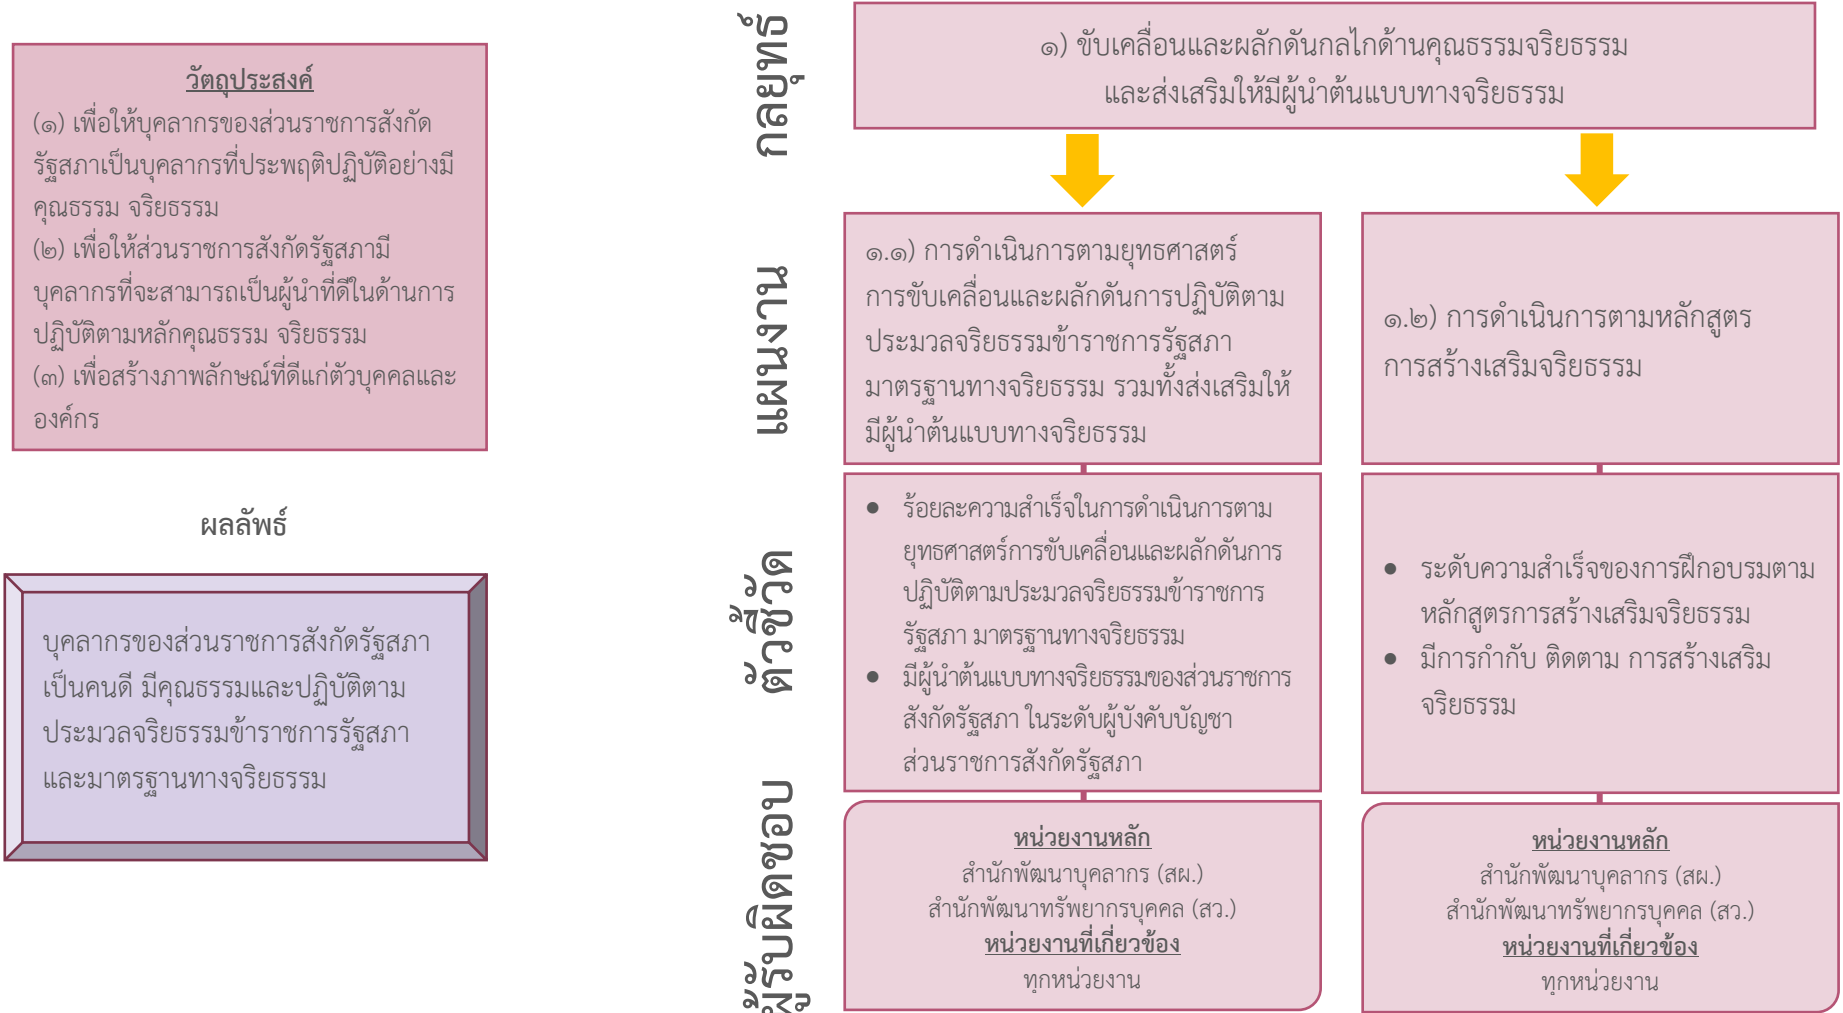 วัตถุประสงค์
(๑) เพื่อให้บุคลากรของส่วนราชการสังกัด
รัฐสภาเป็นบุคลากรที่ประพฤติปฏิบัติอย่างมี
คุณธรรม จริยธรรม
(๒) เพื่อให้ส่วนราชการสังกัดรัฐสภามี
บุคลากรที่จะสามารถเป็นผู้นำที่ดีในด้านการ
ปฏิบัติตามหลักคุณธรรม จริยธรรม
(๓) เพื่อสร้างภาพลักษณ์ที่ดีแก่ตัวบุคคลและ
องค์กร
ผลลัพธ์
บุคลากรของส่วนราชการสังกัดรัฐสภา
เป็นคนดี มีคุณธรรมและปฏิบัติตาม
ประมวลจริยธรรมข้าราชการรัฐสภา
และมาตรฐานทางจริยธรรม
กลยุทธ์
๑) ขับเคลื่อนและผลักดันกลไกด้านคุณธรรมจริยธรรม
และส่งเสริมให้มีผู้นำต้นแบบทางจริยธรรม
แผนงาน
๑.๑) การดำเนินการตามยุทธศาสตร์
การขับเคลื่อนและผลักดันการปฏิบัติตาม
ประมวลจริยธรรมข้าราชการรัฐสภา
มาตรฐานทางจริยธรรม รวมทั้งส่งเสริมให้
มีผู้นำต้นแบบทางจริยธรรม
๑.๒) การดำเนินการตามหลักสูตร
การสร้างเสริมจริยธรรม
ตัวชี้วัด
• ร้อยละความสำเร็จในการดำเนินการตาม
ยุทธศาสตร์การขับเคลื่อนและผลักดันการ
ปฏิบัติตามประมวลจริยธรรมข้าราชการ
รัฐสภา มาตรฐานทางจริยธรรม
• มีผู้นำต้นแบบทางจริยธรรมของส่วนราชการ
สังกัดรัฐสภา ในระดับผู้บังคับบัญชา
ส่วนราชการสังกัดรัฐสภา
• ระดับความสำเร็จของการฝึกอบรมตาม
หลักสูตรการสร้างเสริมจริยธรรม
• มีการกำกับ ติดตาม การสร้างเสริม
จริยธรรม
ผู้รับผิดชอบ
หน่วยงานหลัก
สำนักพัฒนาบุคลากร (สผ.)
สำนักพัฒนาทรัพยากรบุคคล (สว.)
หน่วยงานที่เกี่ยวข้อง
ทุกหน่วยงาน
หน่วยงานหลัก
สำนักพัฒนาบุคลากร (สผ.)
สำนักพัฒนาทรัพยากรบุคคล (สว.)
หน่วยงานที่เกี่ยวข้อง
ทุกหน่วยงาน